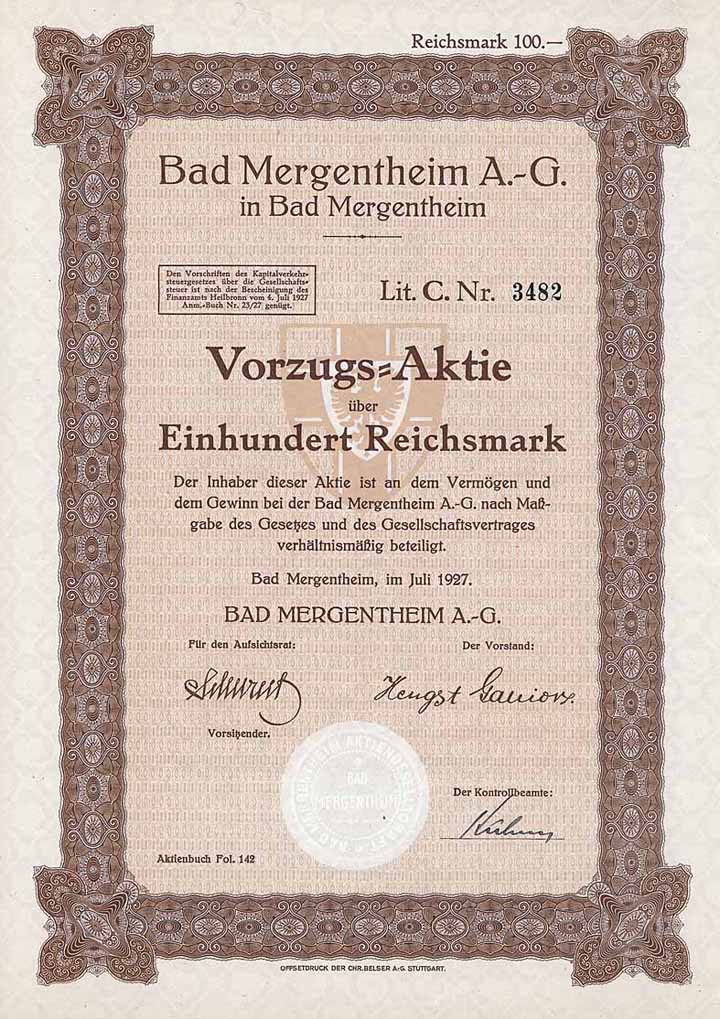 Reichsmark 100.—
Bad Mergentheim A.-G.
in Bad Mergentheim
Den Vorschriften des Kapitalverkehr-
steuergesetzes über die Gesellschafts-
steuer ist nach der Bescheinigung des
Finanzamts Heilbronn vom 4. Juli 1927
Anm.-Buch Nr. 23/27 genügt.
Lit. C. Nr. 3482
Vorzugs-Aktie
über
Einhundert Reichsmark
Der Inhaber dieser Aktie ist an dem Vermögen und
dem Gewinn bei der Bad Mergentheim A.-G. nach Maß-
gabe des Gesetzes und des Gesellschaftsvertrages
verhältnismäßig beteiligt.
Bad Mergentheim, im Juli 1927.
BAD MERGENTHEIM A.-G.
Für den Aufsichtsrat:
Der Vorstand:
Hengst
Vorsitzender.
BAD MERGENTHEIM AKTIENGESELLSCHAFT
BAD
MERGENTHEIM
Der Kontrollbeamte:
Aktienbuch Fol. 142
OFFSETDRUCK DER CHR. BELSER A.-G. STUTTGART.